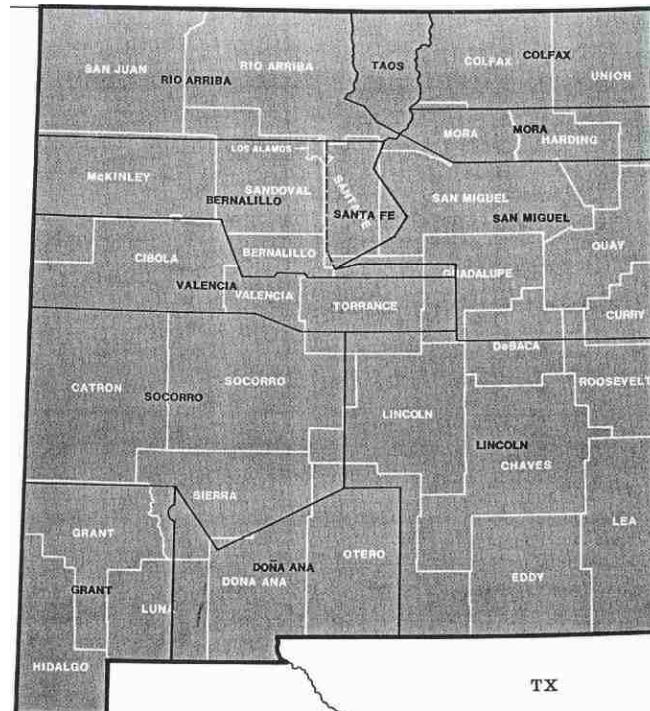 SAN JUAN
RIO ARRIBA
RIO ARRIBA
TAOS
COLFAX
COLFAX
UNION
MORA
MORA
HARDING
LOS ALAMOS
McKINLEY
SANDOVAL
BERNALILLO
SANTA FE
SANTA FE
SAN MIGUEL
SAN MIGUEL
QUAY
CIBOLA
BERNALILLO
GUADALUPE
VALENCIA
VALENCIA
TORRANCE
CURRY
DeBACA
CATRON
SOCORRO
SOCORRO
ROOSEVELT
LINCOLN
LINCOLN
CHAVES
SIERRA
LEA
GRANT
OTERO
DOÑA ANA
DONA ANA
EDDY
GRANT
LUNA
HIDALGO
TX